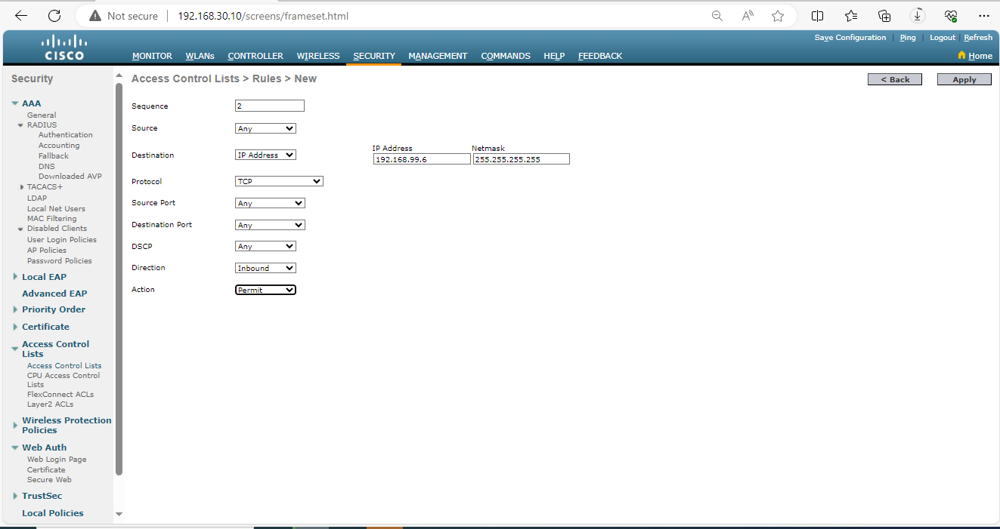 Not secure 192.168.30.10/screens/frameset.html
Save Configuration Ping Logout Refresh
CISCO
MONITOR WLANs CONTROLLER WIRELESS SECURITY MANAGEMENT COMMANDS HELP FEEDBACK Home
Security
AAA
General
RADIUS
Authentication
Accounting
Fallback
DNS
Downloaded AVP
TACACS+
LDAP
Local Net Users
MAC Filtering
Disabled Clients
User Login Policies
AP Policies
Password Policies
Local EAP
Advanced EAP
Priority Order
Certificate
Access Control
Lists
Access Control Lists
CPU Access Control
Lists
FlexConnect ACLs
Layer2 ACLs
Wireless Protection
Policies
Web Auth
Web Login Page
Certificate
Secure Web
TrustSec
Local Policies
Access Control Lists > Rules > New < Back Apply
Sequence 2
Source Any
IP Address Netmask
Destination IP Address 192.168.99.6 255.255.255.255
Protocol TCP
Source Port Any
Destination Port Any
DSCP Any
Direction Inbound
Action Permit